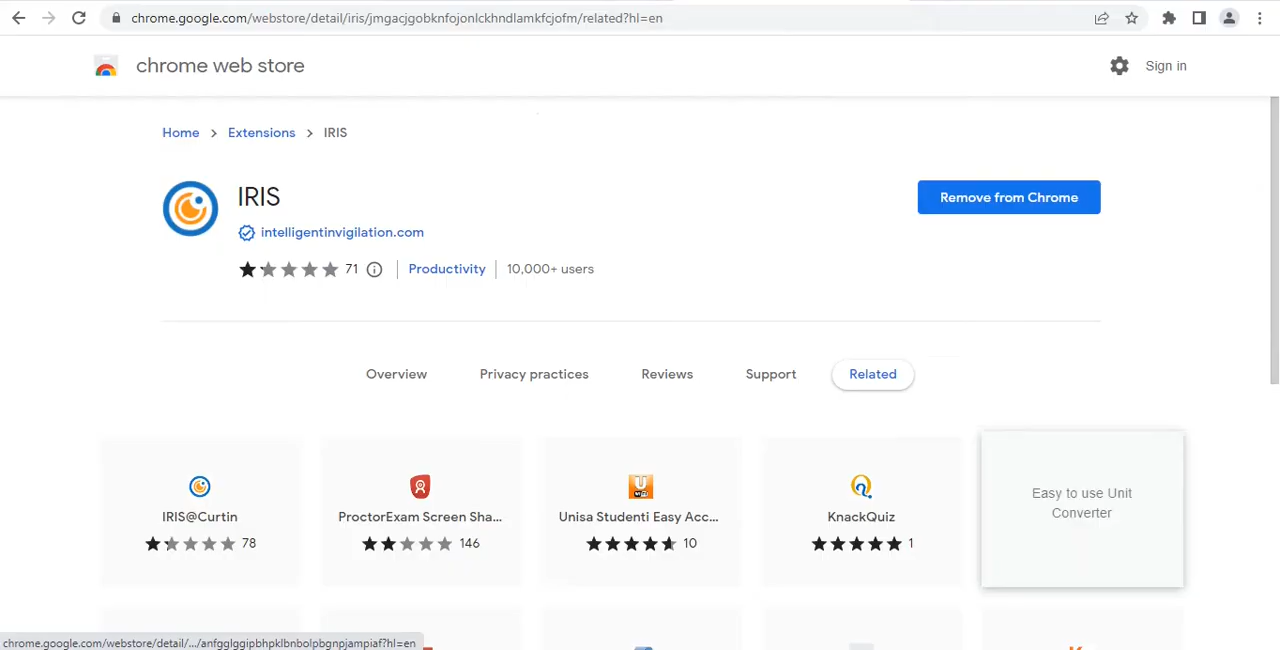 chrome.google.com/webstore/detail/iris/jmgacjgobknfojonlckhndlamkfcjofm/related?hl=en
chrome web store
Sign in
Home > Extensions > IRIS
IRIS
Remove from Chrome
intelligentinvigilation.com
71 Productivity 10,000+ users
Overview Privacy practices Reviews Support Related
IRIS@Curtin
78
ProctorExam Screen Sha...
146
Unisa Studenti Easy Acc...
10
KnackQuiz
1
Easy to use Unit
Converter
chrome.google.com/webstore/detail/.../anfgglggipbhpklbnbolpbgnpjampiaf?hl=en